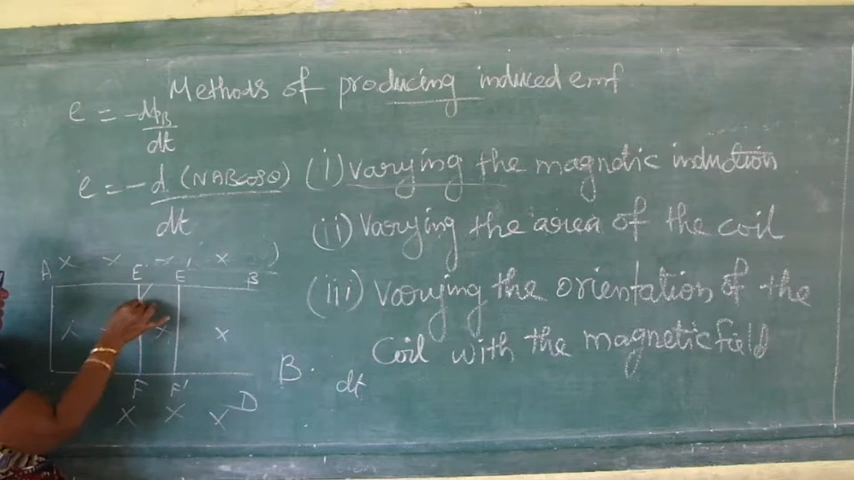 Methods of producing induced emf
e = -dΦB/dt
e = - d (NABCosθ)/dt
(i) Varying the magnetic induction
(ii) Varying the area of the coil
(iii) Varying the orientation of the
Coil with the magnetic field
A × × E × E' × B
× × ×
F F' D
× × ×
B. dt